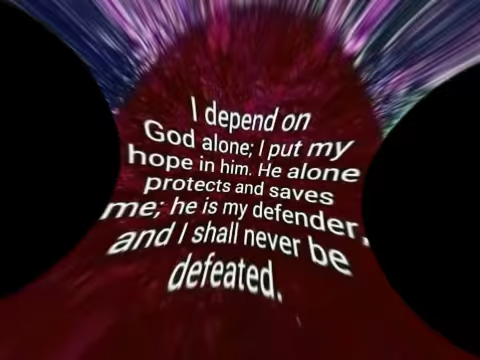 I depend on
God alone; I put my
hope in him. He alone
protects and saves
me; he is my defender,
and I shall never be
defeated.